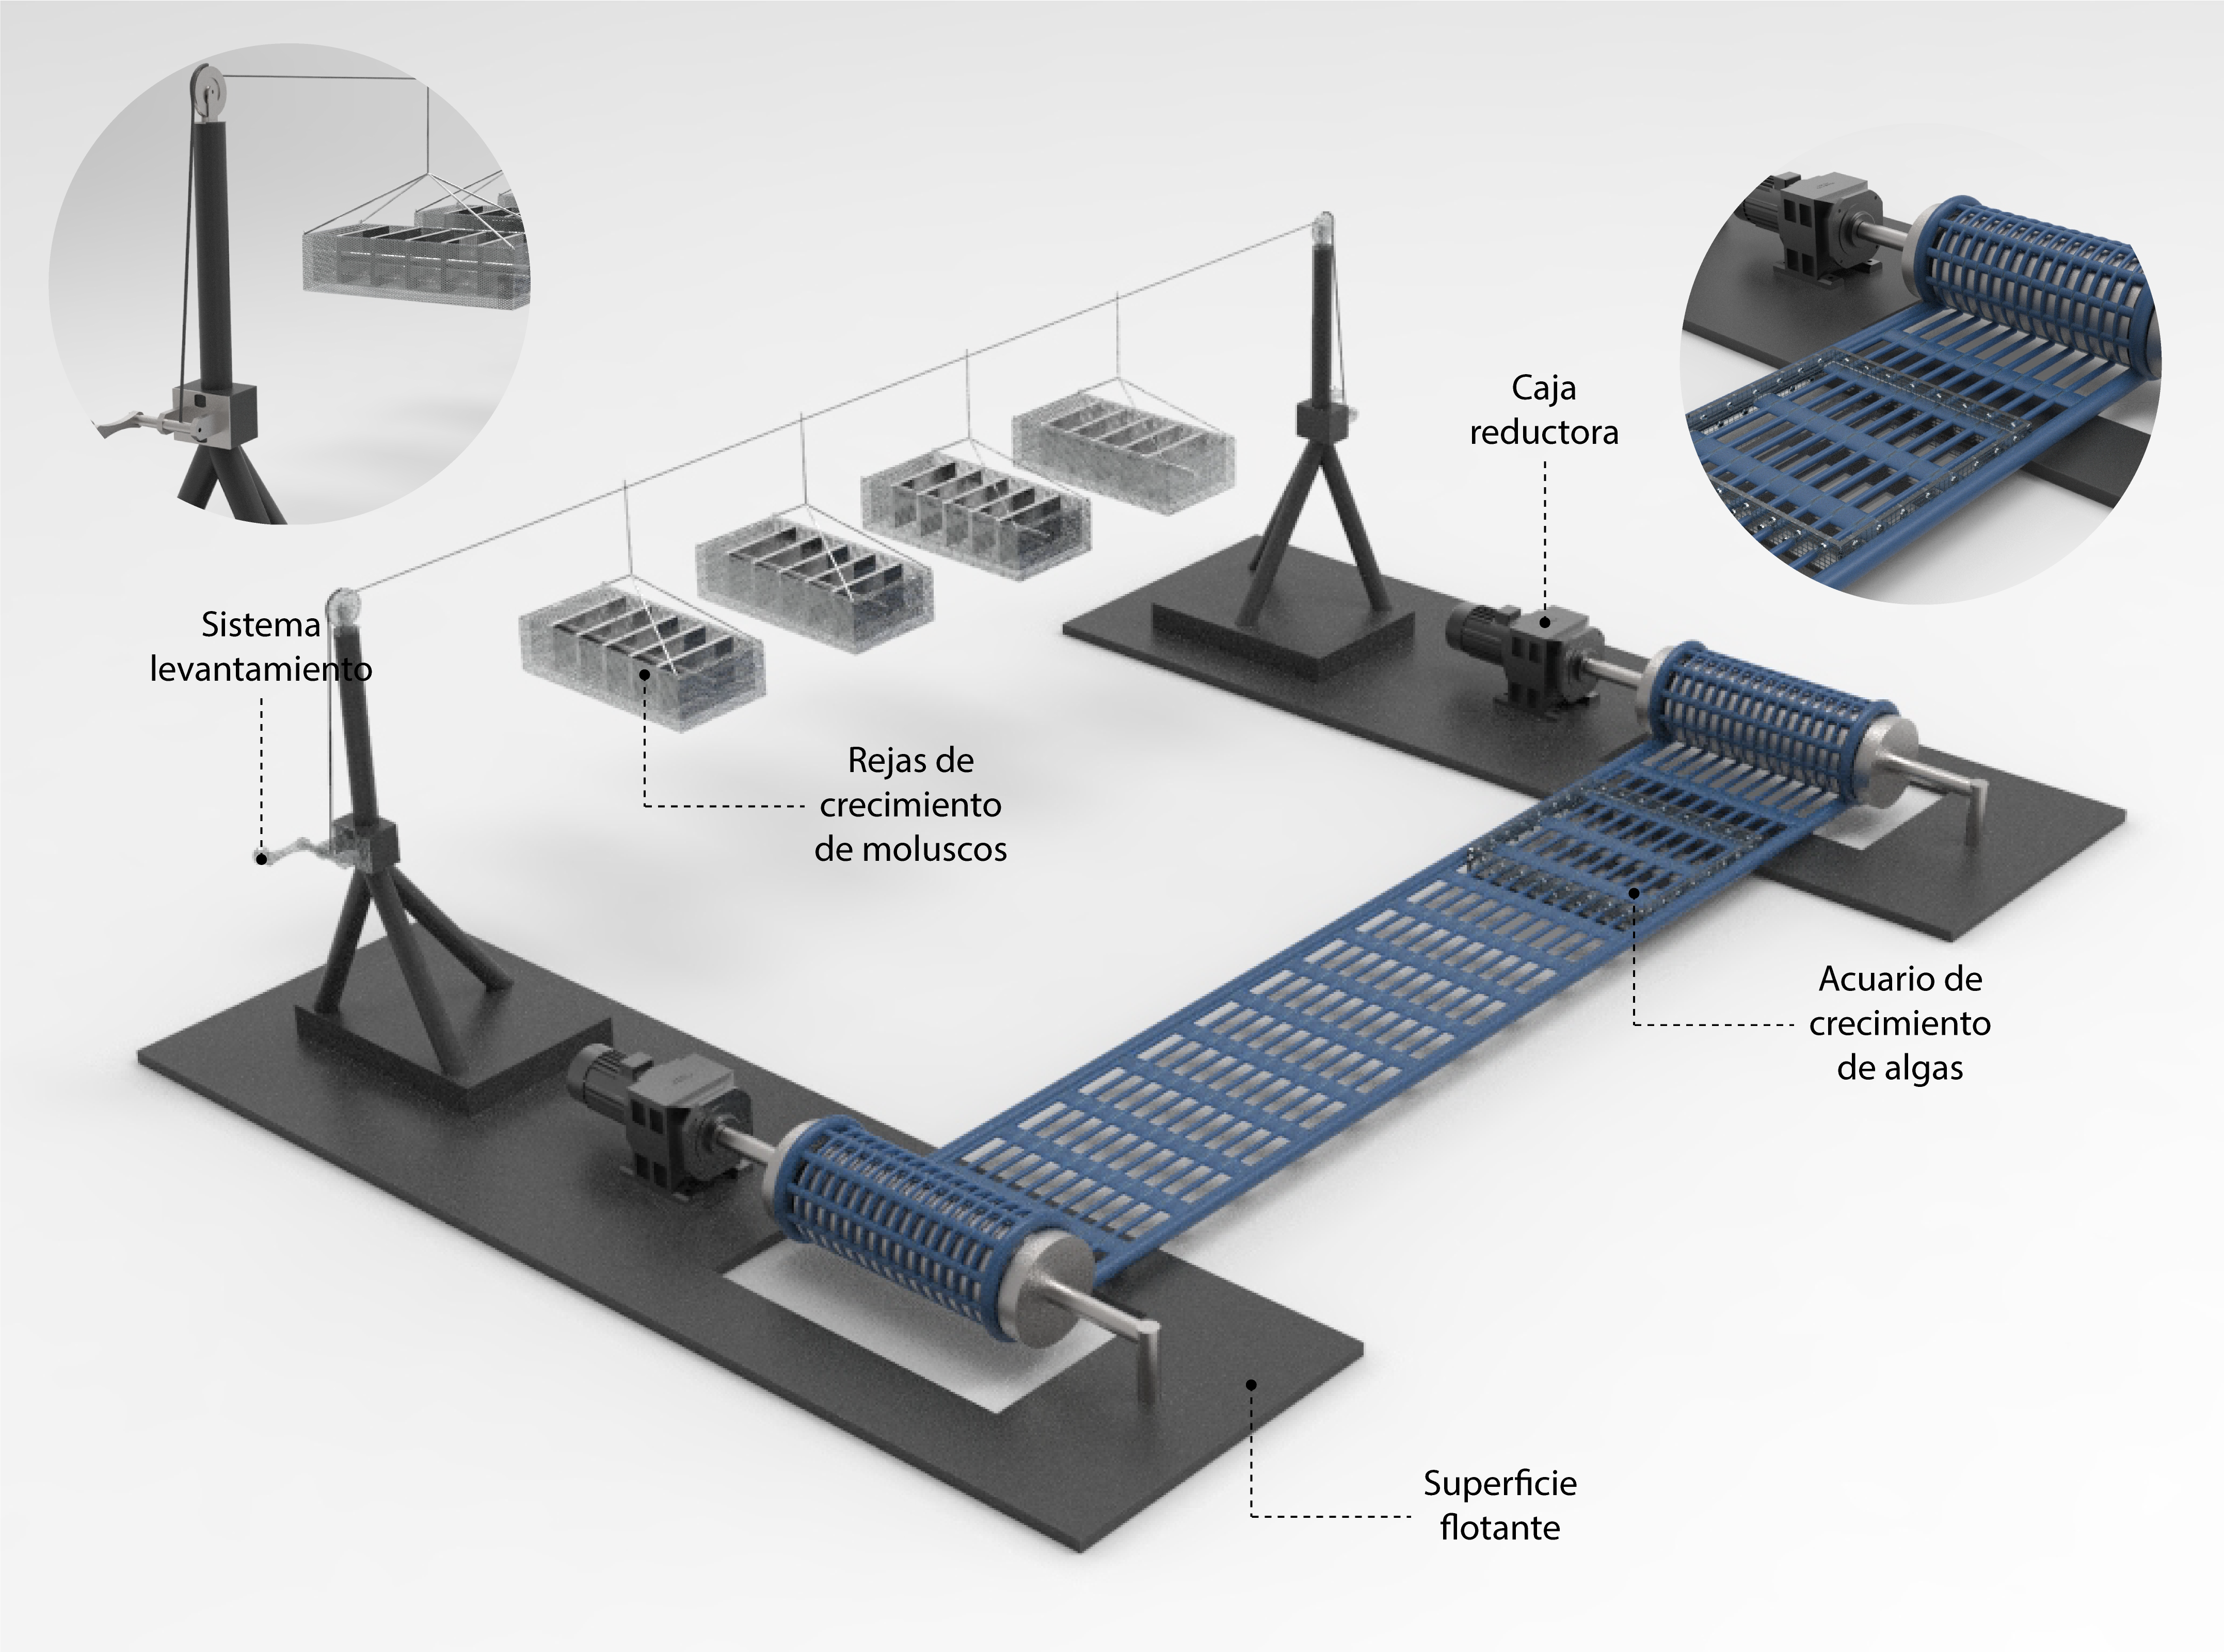 Caja
reductora
Sistema
levantamiento
Rejas de
crecimiento
de moluscos
Acuario de
crecimiento
de algas
Superficie
flotante